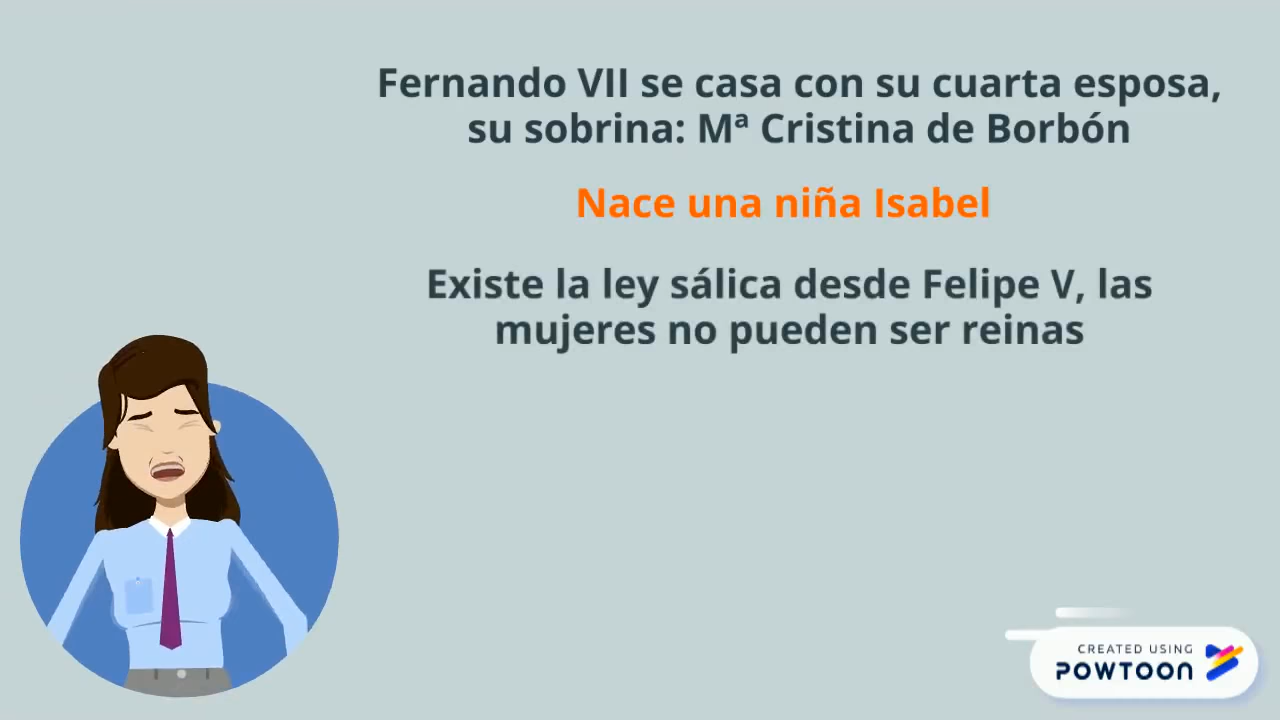 Fernando VII se casa con su cuarta esposa,
su sobrina: Mª Cristina de Borbón
Nace una niña Isabel
Existe la ley sálica desde Felipe V, las
mujeres no pueden ser reinas
CREATED USING
POWTOON